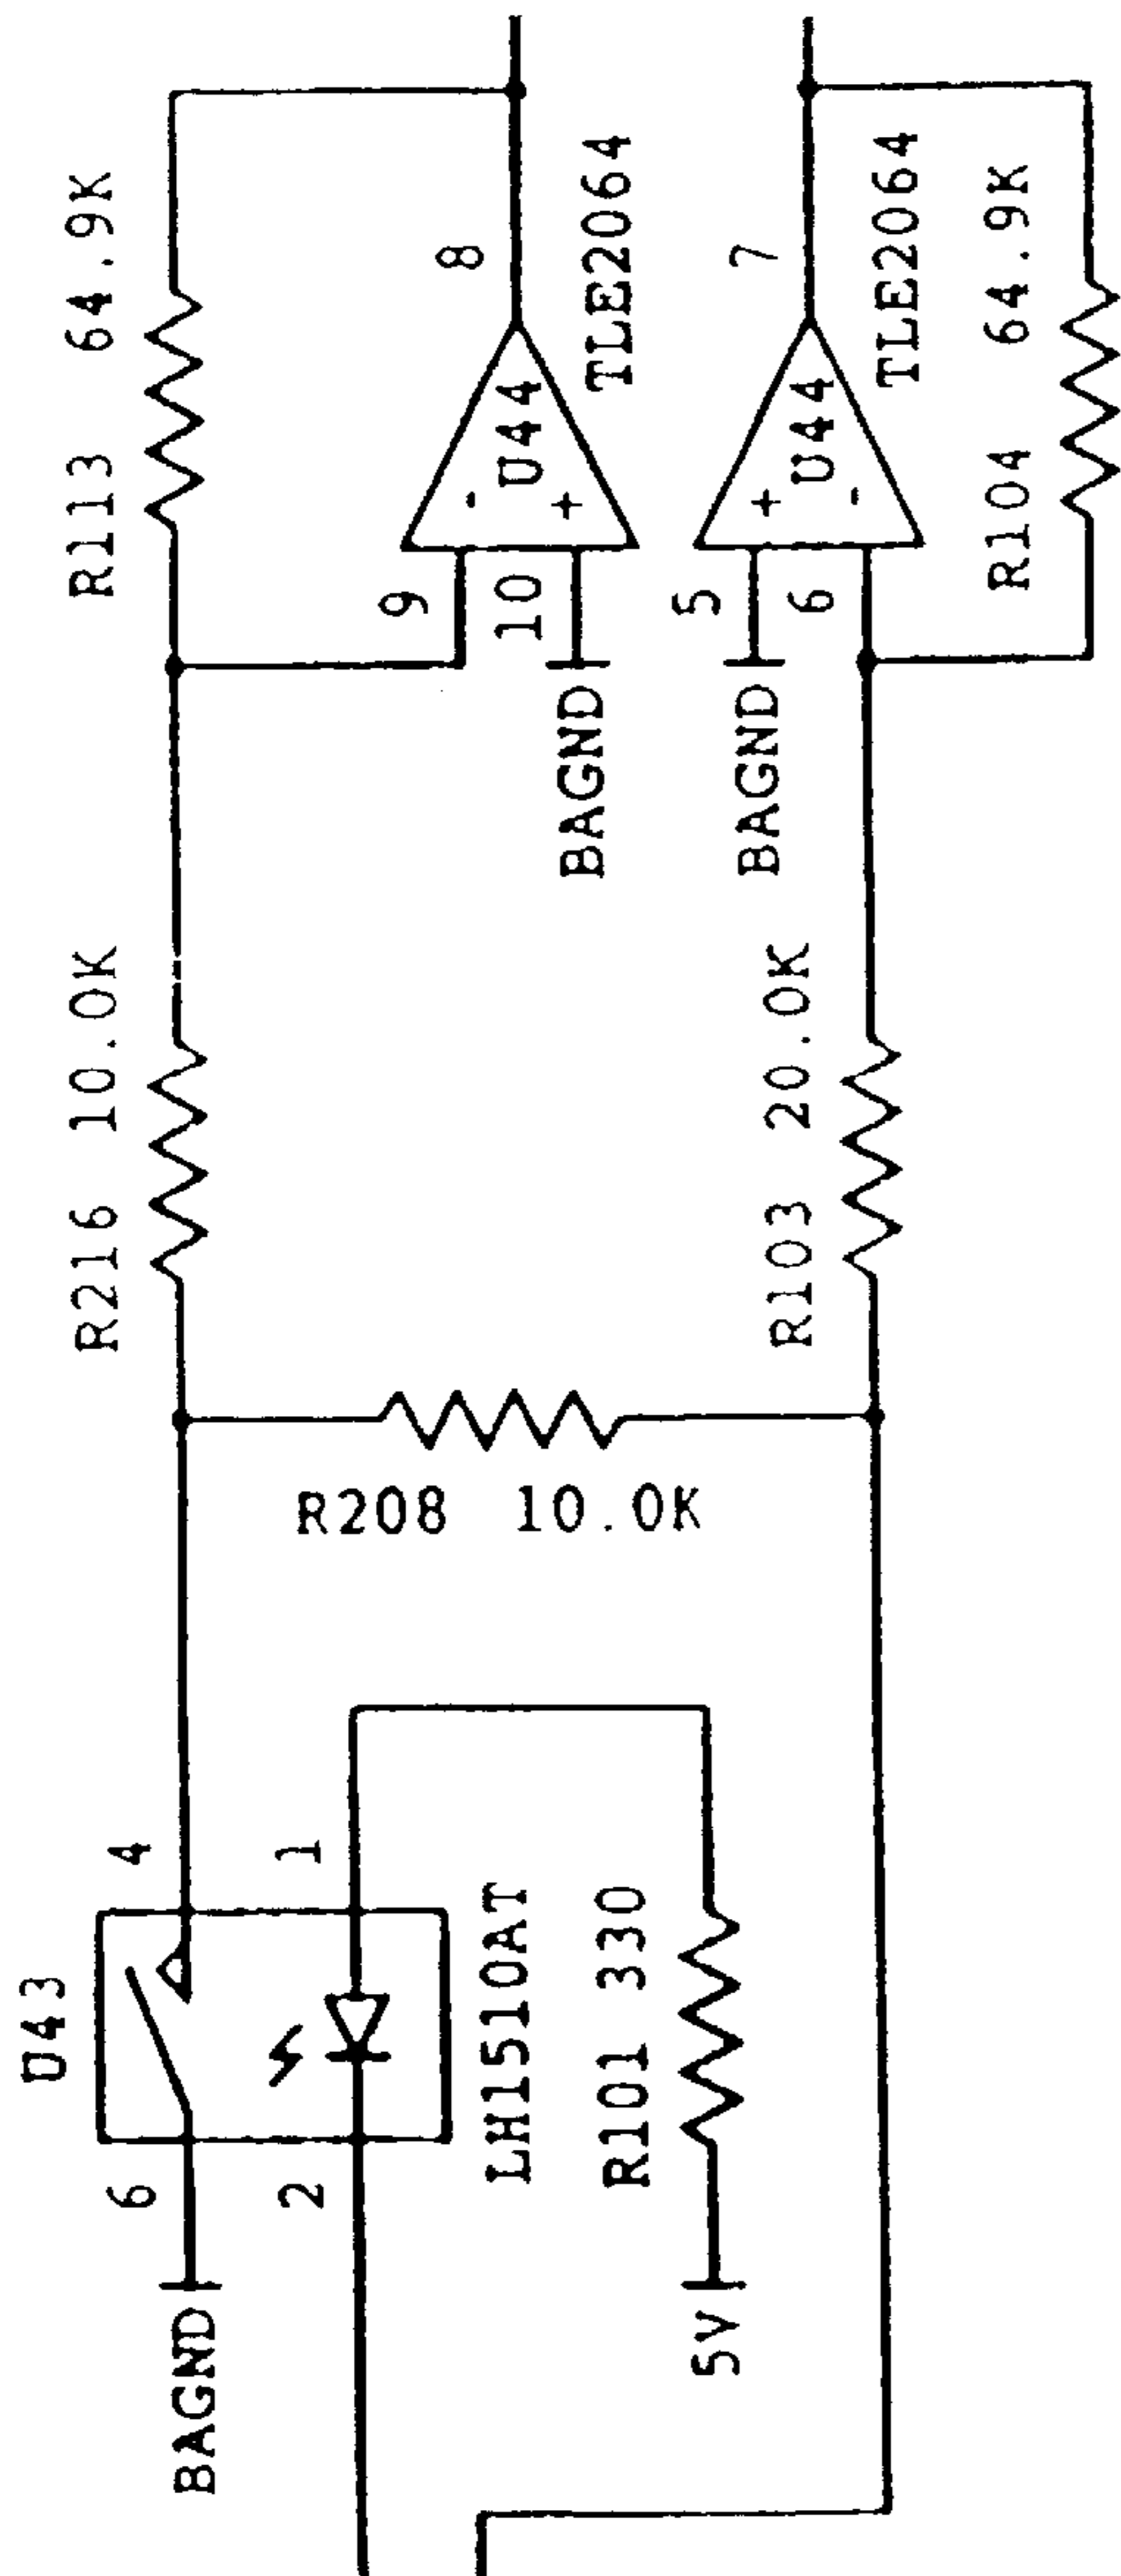 R113 64.9K
8
TLE2064
7
TLE2064
R104 64.9K
-
U44
+
9
10
BAGND
+
U44
-
5
6
BAGND
R216 10.0K
R103 20.0K
R208 10.0K
U43
4
1
6
2
LH1510AT
R101 330
BAGND
5V